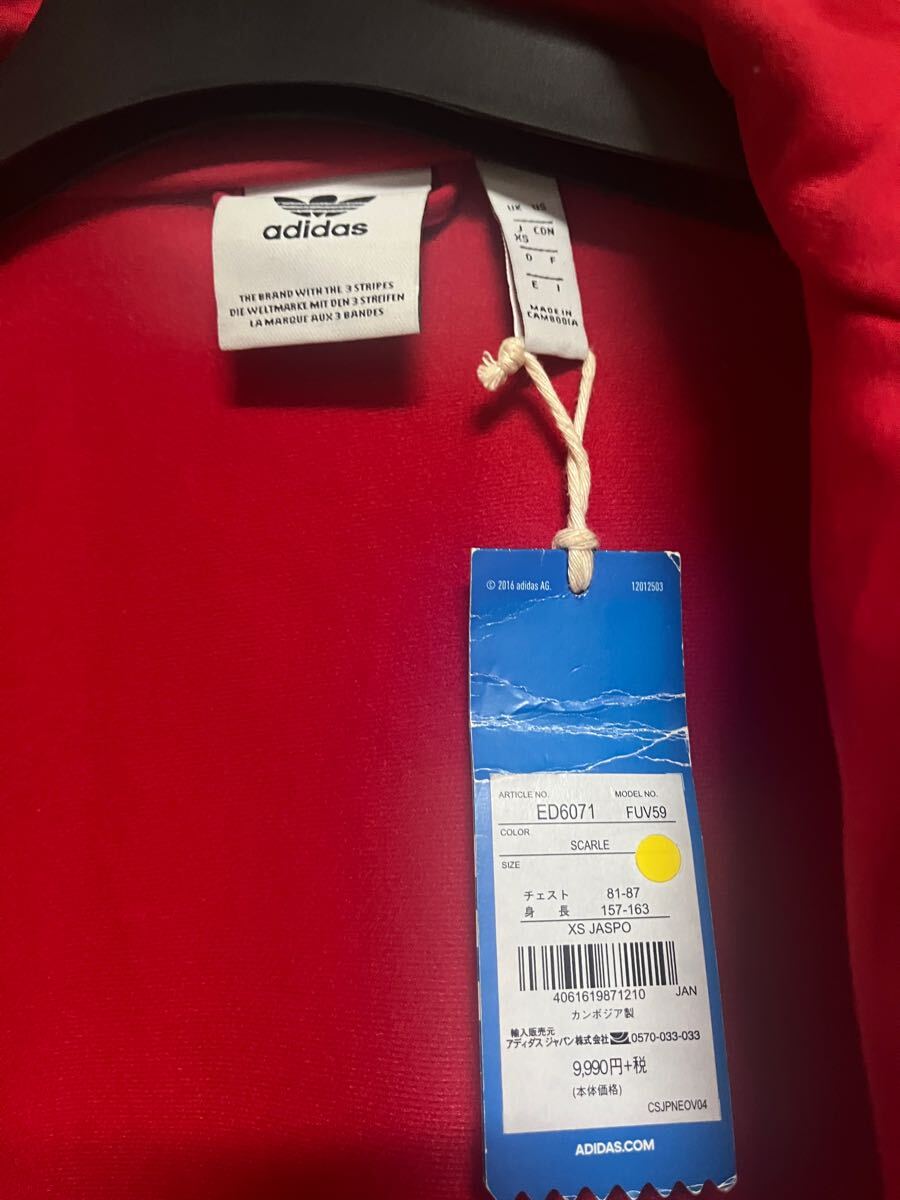 adidas
THE BRAND WITH THE 3 STRIPES
DIE WELTMARKE MIT DEN 3 STREIFEN
LA MARQUE AUX 3 BANDES
UK US
J CON
XS
D F
E I
MADE IN
CAMBODIA
© 2016 adidas AG. 12012503
ARTICLE NO. MODEL NO.
ED6071 FUV59
COLOR
SCARLE
SIZE
チェスト 81-87
身長 157-163
XS JASPO
4061619871210 JAN
カンボジア製
輸入販売元
アディダス ジャパン株式会社 0570-033-033
9,990円+税
(本体価格)
CSJPNEOV04
ADIDAS.COM